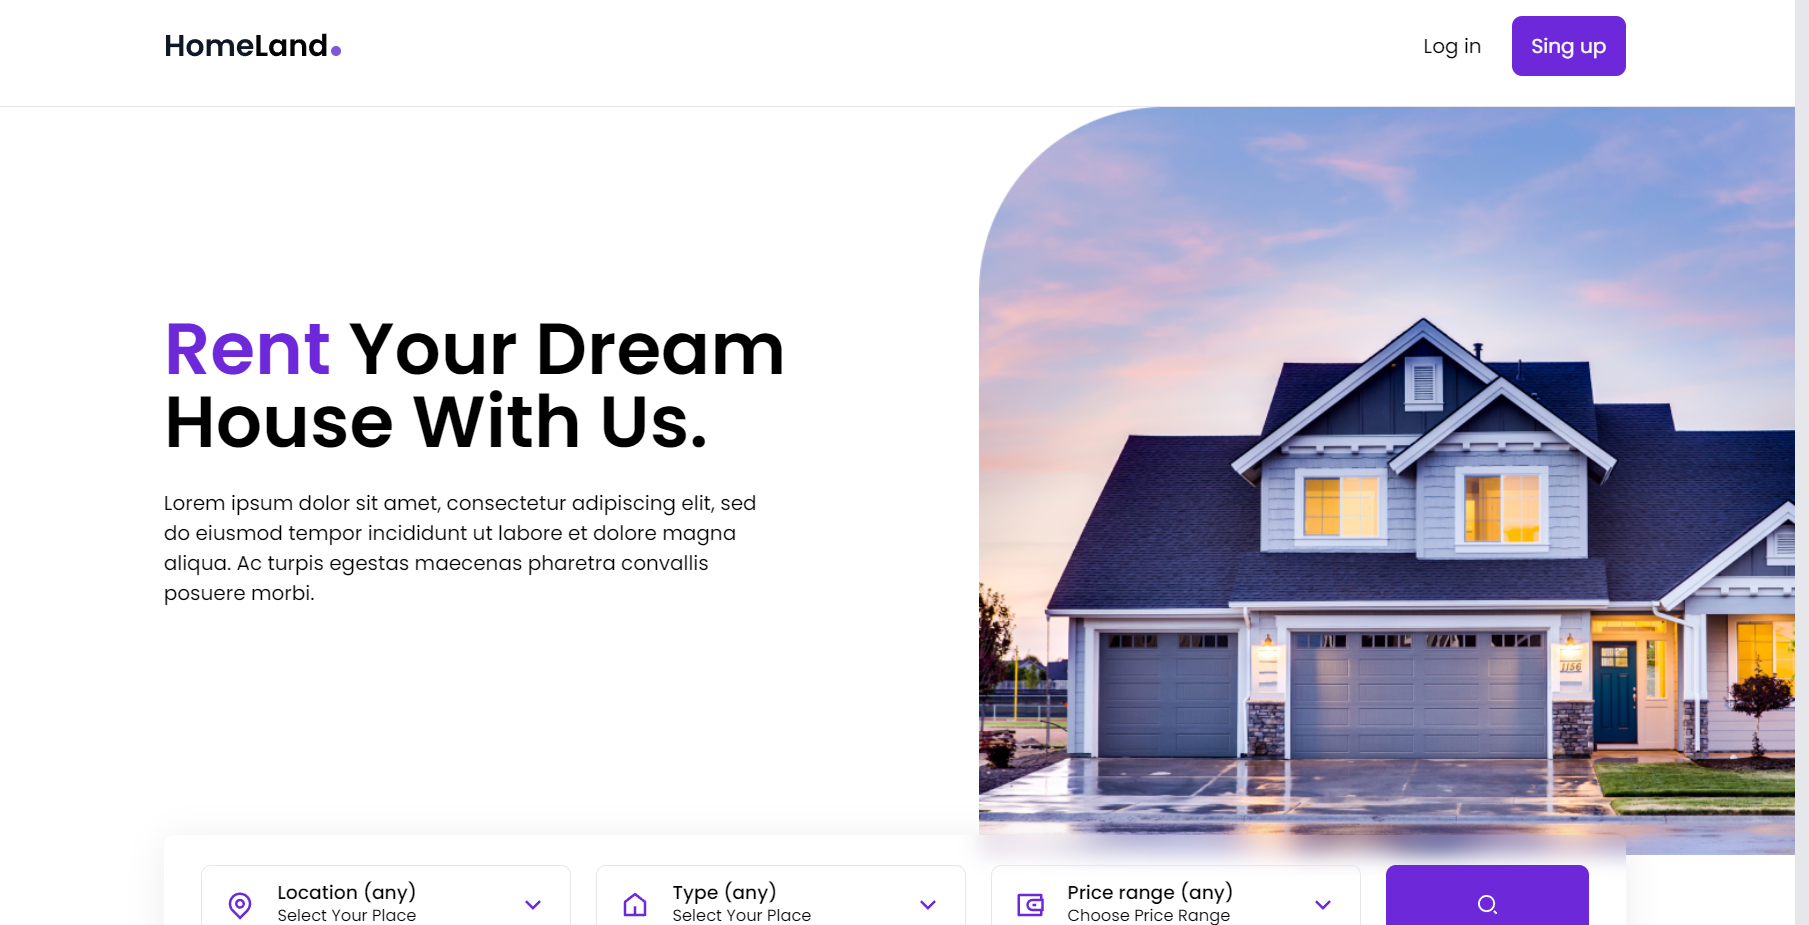 HomeLand.
Log in
Sing up
Rent Your Dream
House With Us.
Lorem ipsum dolor sit amet, consectetur adipiscing elit, sed
do eiusmod tempor incididunt ut labore et dolore magna
aliqua. Ac turpis egestas maecenas pharetra convallis
posuere morbi.
1156
Location (any)
Select Your Place
Type (any)
Select Your Place
Price range (any)
Choose Price Range